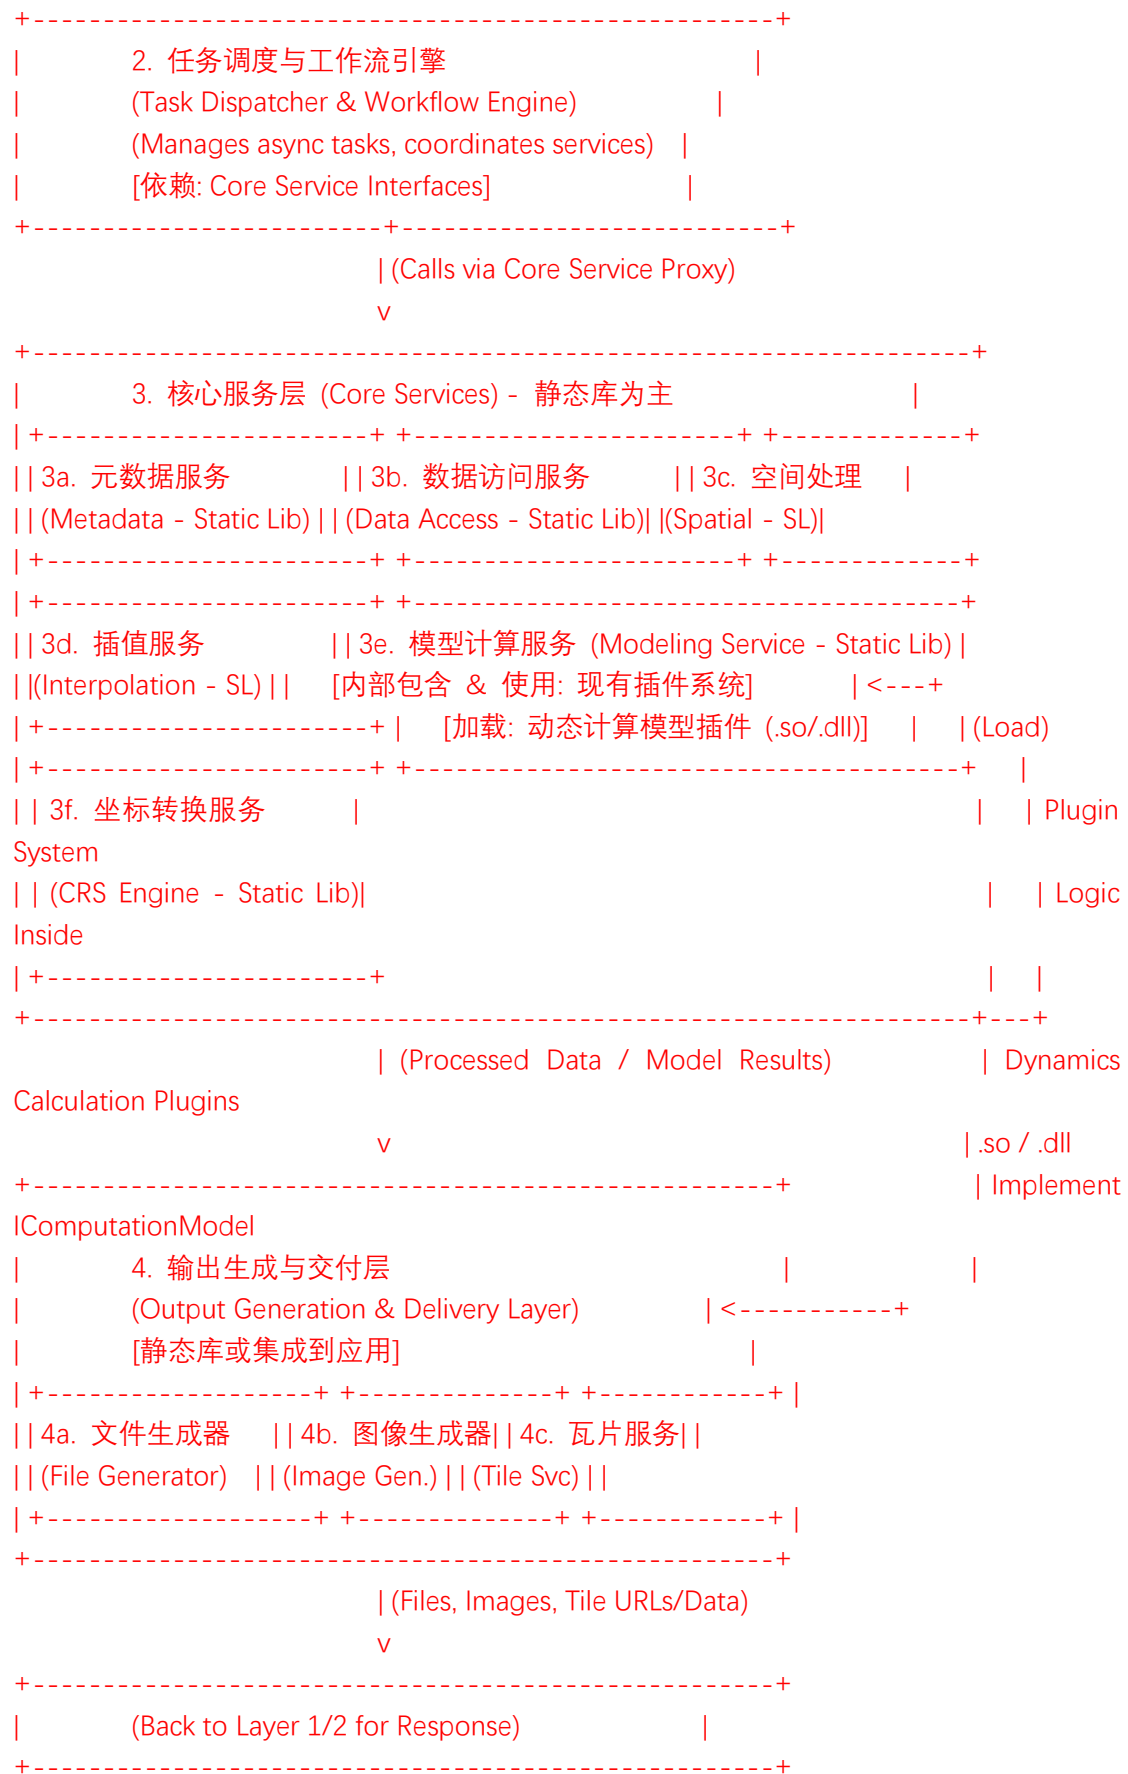 +-----------------------------------------------------+
|        2. 任务调度与工作流引擎                      |
|        (Task Dispatcher & Workflow Engine)          |
|        (Manages async tasks, coordinates services)  |
|        [依赖: Core Service Interfaces]              |
+---------------------------+---------------------------+
                          | (Calls via Core Service Proxy)
                          v
+-------------------------------------------------------------------+
|        3. 核心服务层 (Core Services) - 静态库为主                 |
| +-----------------------+ +-----------------------+ +-------------+
| | 3a. 元数据服务        | | 3b. 数据访问服务      | | 3c. 空间处理   |
| | (Metadata - Static Lib) | | (Data Access - Static Lib)| |(Spatial - SL)|
| +-----------------------+ +-----------------------+ +-------------+
| +-----------------------+ +---------------------------------------+
| | 3d. 插值服务         | | 3e. 模型计算服务 (Modeling Service - Static Lib) |
| |(Interpolation - SL) | |   [内部包含 & 使用: 现有插件系统]       | <---+
| +-----------------------+ |   [加载: 动态计算模型插件 (.so/.dll)]   |   | (Load)
| +-----------------------+ +---------------------------------------+   |
| | 3f. 坐标转换服务      |                                           |   | Plugin
System
| | (CRS Engine - Static Lib)|                                           |   | Logic
Inside
| +-----------------------+                                           |   |
+-------------------------------------------------------------------+---+
                          | (Processed Data / Model Results)          | Dynamics
Calculation Plugins
                          v                                       | .so / .dll
+-----------------------------------------------------+             | Implement
IComputationModel
|        4. 输出生成与交付层                          |             |
|        (Output Generation & Delivery Layer)         | <-----------+
|        [静态库或集成到应用]                         |
| +-------------------+ +--------------+ +------------+ |
| | 4a. 文件生成器   | | 4b. 图像生成器| | 4c. 瓦片服务| |
| | (File Generator)   | | (Image Gen.) | | (Tile Svc) | |
| +-------------------+ +--------------+ +------------+ |
+-----------------------------------------------------+
                          | (Files, Images, Tile URLs/Data)
                          v
+-----------------------------------------------------+
|        (Back to Layer 1/2 for Response)             |
+-----------------------------------------------------+